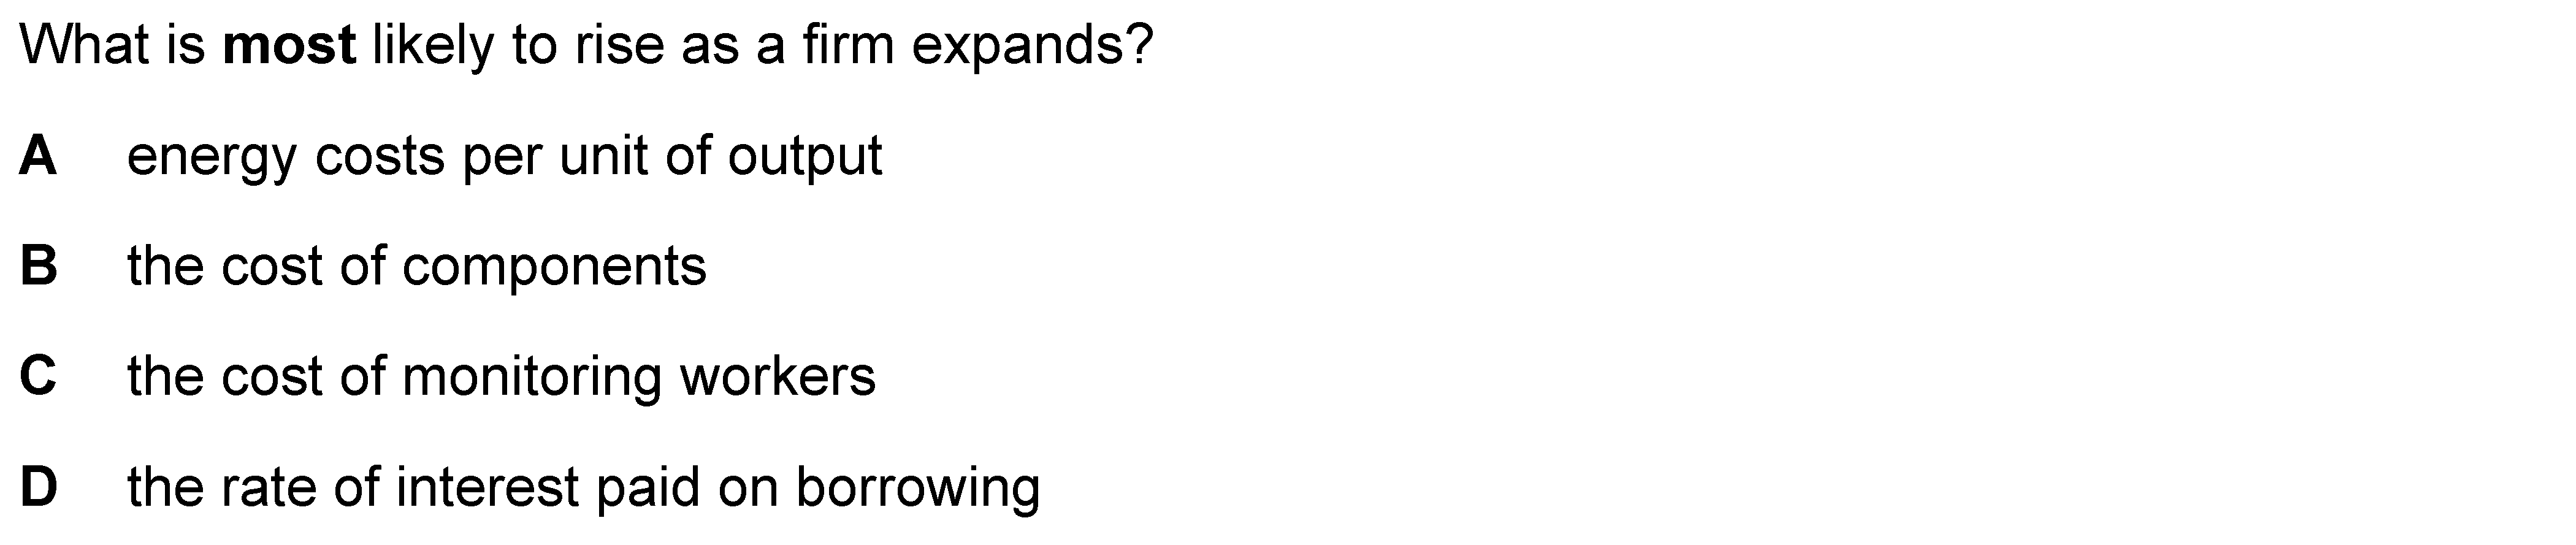 What is most likely to rise as a firm expands?
A energy costs per unit of output
B the cost of components
C the cost of monitoring workers
D the rate of interest paid on borrowing